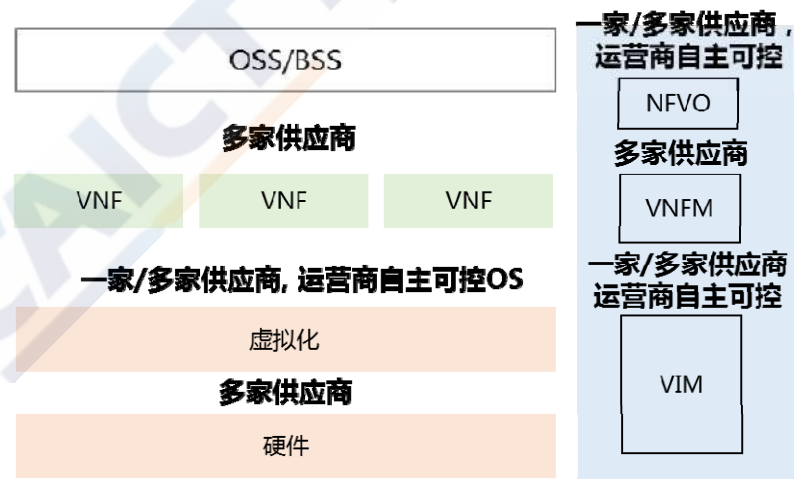 OSS/BSS
多家供应商
VNF
VNF
VNF
一家/多家供应商, 运营商自主可控OS
虚拟化
多家供应商
硬件
一家/多家供应商,
运营商自主可控
NFVO
多家供应商
VNFM
一家/多家供应商
运营商自主可控
VIM
CAICT